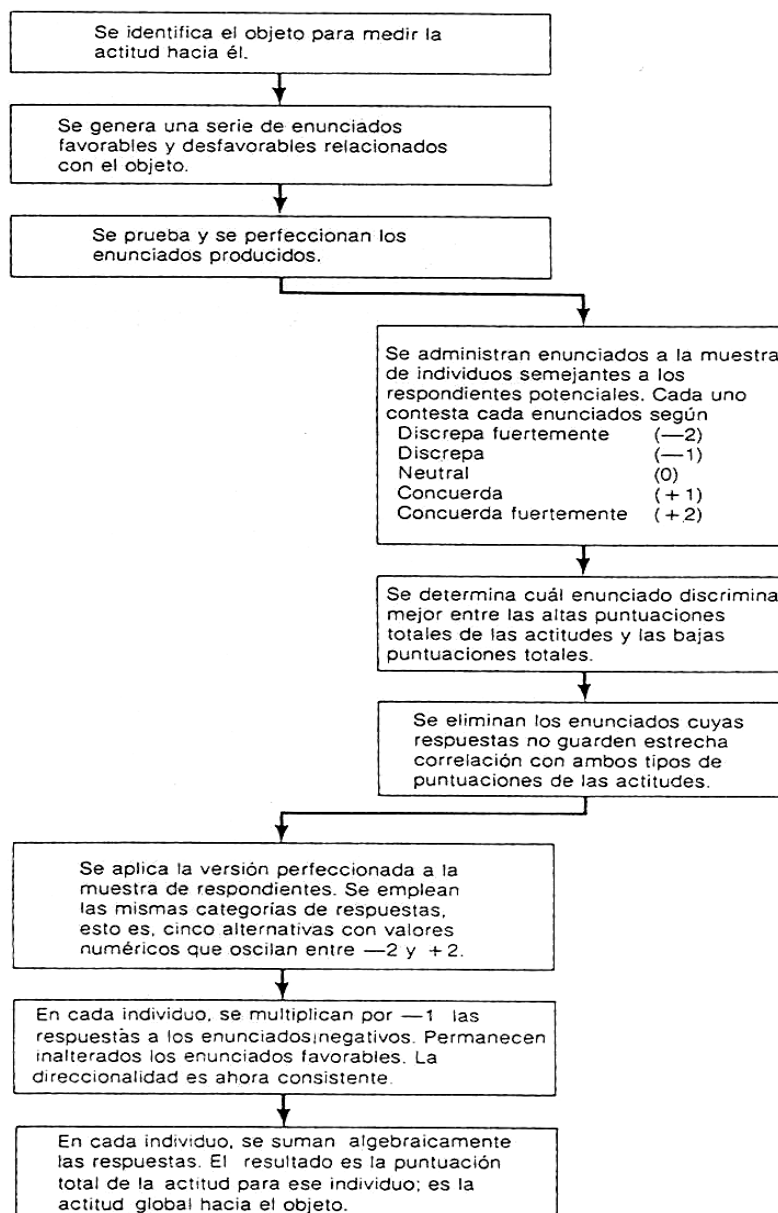 Se identifica el objeto para medir la
actitud hacia él.
Se genera una serie de enunciados
favorables y desfavorables relacionados
con el objeto.
Se prueba y se perfeccionan los
enunciados producidos.
Se administran enunciados a la muestra
de individuos semejantes a los
respondientes potenciales. Cada uno
contesta cada enunciados según
Discrepa fuertemente (—2)
Discrepa (—1)
Neutral (0)
Concuerda (+1)
Concuerda fuertemente (+2)
Se determina cuál enunciado discrimina
mejor entre las altas puntuaciones
totales de las actitudes y las bajas
puntuaciones totales.
Se eliminan los enunciados cuyas
respuestas no guarden estrecha
correlación con ambos tipos de
puntuaciones de las actitudes.
Se aplica la versión perfeccionada a la
muestra de respondientes. Se emplean
las mismas categorías de respuestas,
esto es, cinco alternativas con valores
numéricos que oscilan entre —2 y +2.
En cada individuo, se multiplican por —1 las
respuestas a los enunciados negativos. Permanecen
inalterados los enunciados favorables. La
direccionalidad es ahora consistente.
En cada individuo, se suman algebraicamente
las respuestas. El resultado es la puntuación
total de la actitud para ese individuo; es la
actitud global hacia el objeto.